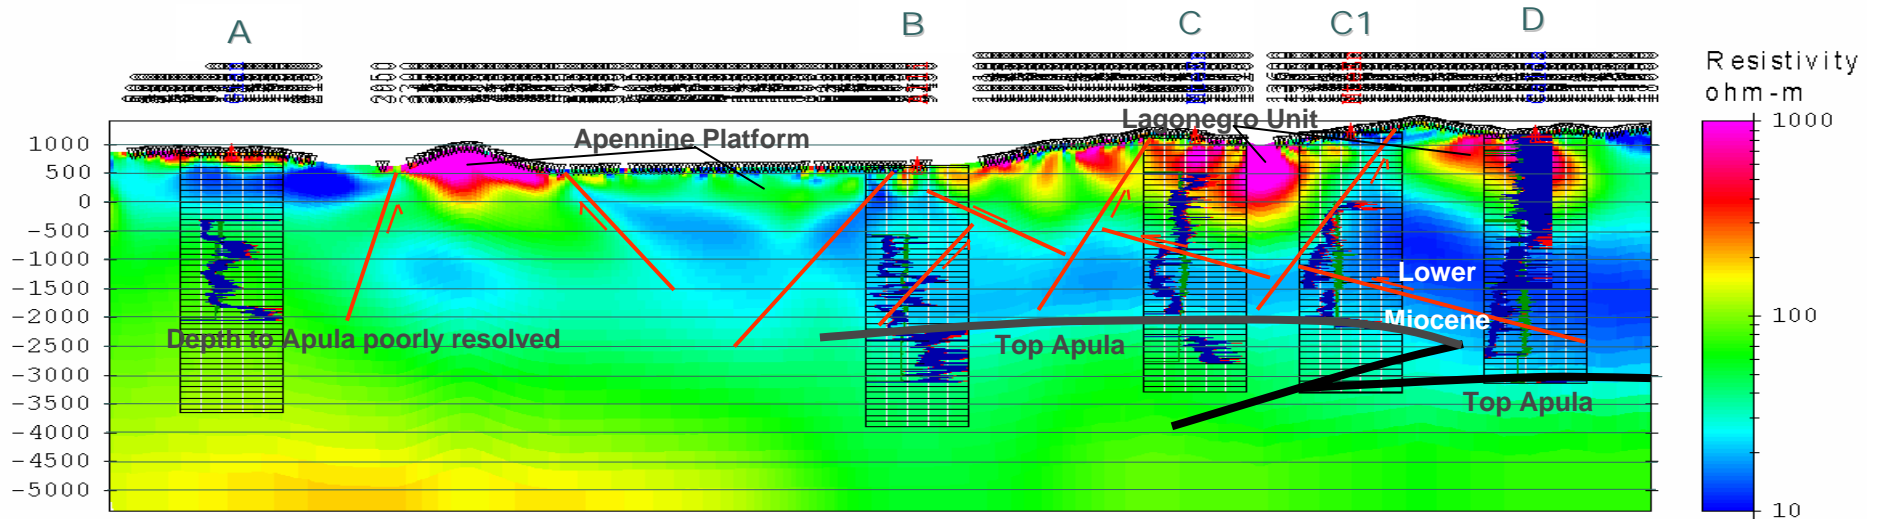 A
B
C
C1
D
Resistivity
ohm-m
1000
100
10
Apennine Platform
Lagonegro Unit
1000
500
0
-500
-1000
-1500
-2000
-2500
-3000
-3500
-4000
-4500
-5000
Lower
Miocene
Depth to Apula poorly resolved
Top Apula
Top Apula